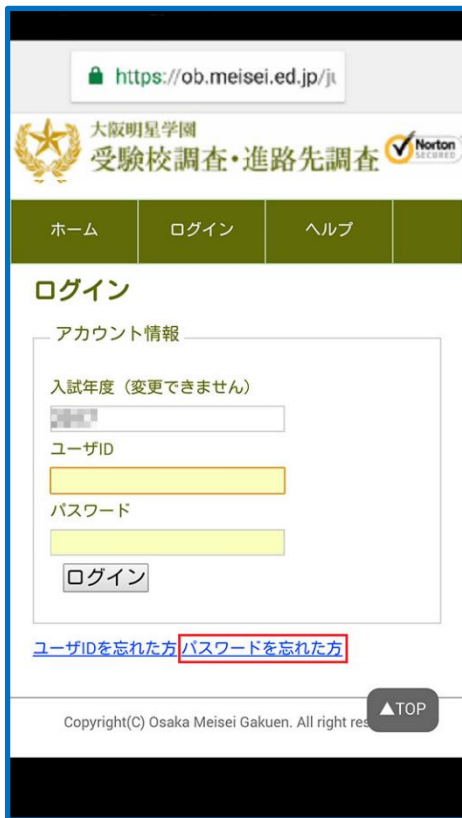 https://ob.meisei.ed.jp/ju
大阪明星学園
受験校調査・進路先調査
Norton
SECURED
ホーム ログイン ヘルプ
ログイン
アカウント情報
入試年度（変更できません）
ユーザID
パスワード
ログイン
ユーザIDを忘れた方 パスワードを忘れた方
▲TOP
Copyright(C) Osaka Meisei Gakuen. All right res